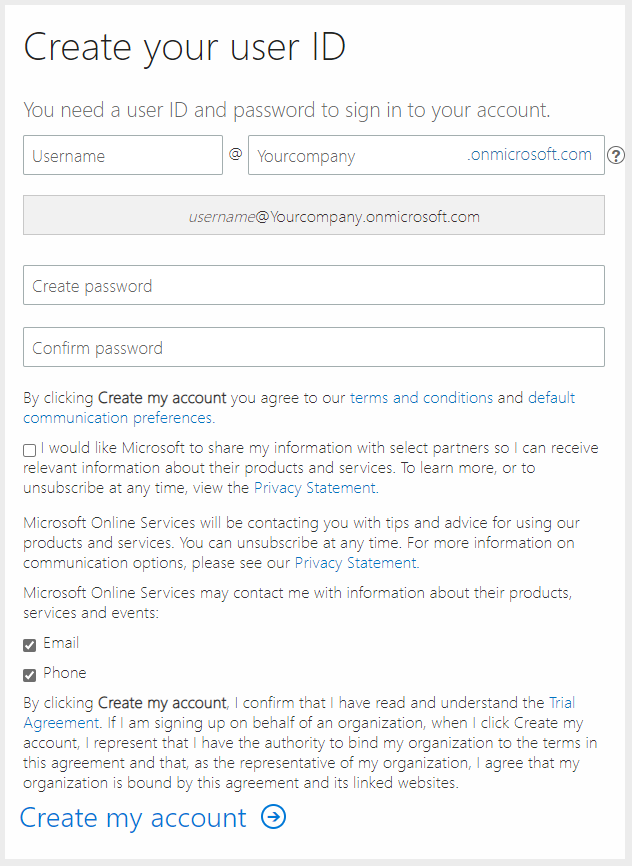 Create your user ID
You need a user ID and password to sign in to your account.
Username @ Yourcompany .onmicrosoft.com ?
username@Yourcompany.onmicrosoft.com
Create password
Confirm password
By clicking Create my account you agree to our terms and conditions and default
communication preferences.
I would like Microsoft to share my information with select partners so I can receive
relevant information about their products and services. To learn more, or to
unsubscribe at any time, view the Privacy Statement.
Microsoft Online Services will be contacting you with tips and advice for using our
products and services. You can unsubscribe at any time. For more information on
communication options, please see our Privacy Statement.
Microsoft Online Services may contact me with information about their products,
services and events:
Email
Phone
By clicking Create my account, I confirm that I have read and understand the Trial
Agreement. If I am signing up on behalf of an organization, when I click Create my
account, I represent that I have the authority to bind my organization to the terms in
this agreement and that, as the representative of my organization, I agree that my
organization is bound by this agreement and its linked websites.
Create my account